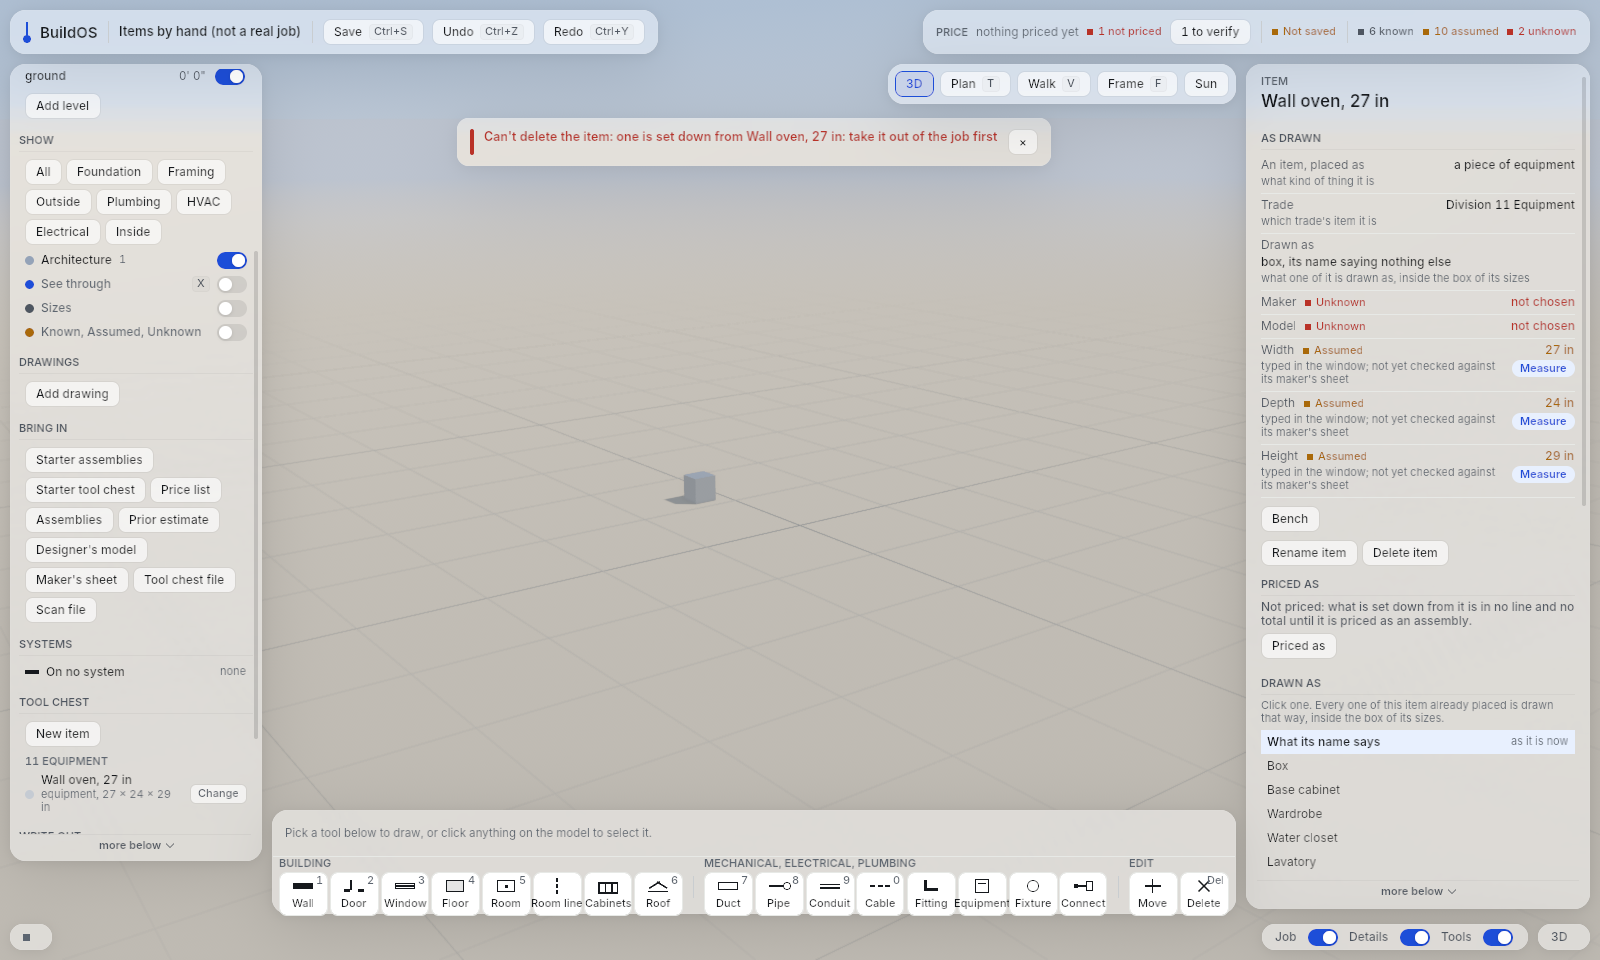 BuildOS
Items by hand (not a real job)
Save Ctrl+S
Undo Ctrl+Z
Redo Ctrl+Y
PRICE nothing priced yet
1 not priced
1 to verify
Not saved
6 known
10 assumed
2 unknown
ground 0' 0"
Add level
SHOW
All Foundation Framing
Outside Plumbing HVAC
Electrical Inside
Architecture 1
See through X
Sizes
Known, Assumed, Unknown
DRAWINGS
Add drawing
BRING IN
Starter assemblies
Starter tool chest Price list
Assemblies Prior estimate
Designer's model
Maker's sheet Tool chest file
Scan file
SYSTEMS
On no system none
TOOL CHEST
New item
11 EQUIPMENT
Wall oven, 27 in
equipment, 27 × 24 × 29
in
Change
more below
3D Plan T Walk V Frame F Sun
Can't delete the item: one is set down from Wall oven, 27 in: take it out of the job first ×
Pick a tool below to draw, or click anything on the model to select it.
BUILDING
1 Wall
2 Door
3 Window
4 Floor
5 Room
Room line
Cabinets
6 Roof
MECHANICAL, ELECTRICAL, PLUMBING
7 Duct
8 Pipe
9 Conduit
0 Cable
Fitting
Equipment
Fixture
Connect
EDIT
Move
Del Delete
ITEM
Wall oven, 27 in
AS DRAWN
An item, placed as a piece of equipment
what kind of thing it is
Trade Division 11 Equipment
which trade's item it is
Drawn as
box, its name saying nothing else
what one of it is drawn as, inside the box of its sizes
Maker Unknown not chosen
Model Unknown not chosen
Width Assumed 27 in
typed in the window; not yet checked against
its maker's sheet
Measure
Depth Assumed 24 in
typed in the window; not yet checked against
its maker's sheet
Measure
Height Assumed 29 in
typed in the window; not yet checked against
its maker's sheet
Measure
Bench
Rename item Delete item
PRICED AS
Not priced: what is set down from it is in no line and no
total until it is priced as an assembly.
Priced as
DRAWN AS
Click one. Every one of this item already placed is drawn
that way, inside the box of its sizes.
What its name says as it is now
Box
Base cabinet
Wardrobe
Water closet
Lavatory
more below
Job Details Tools 3D